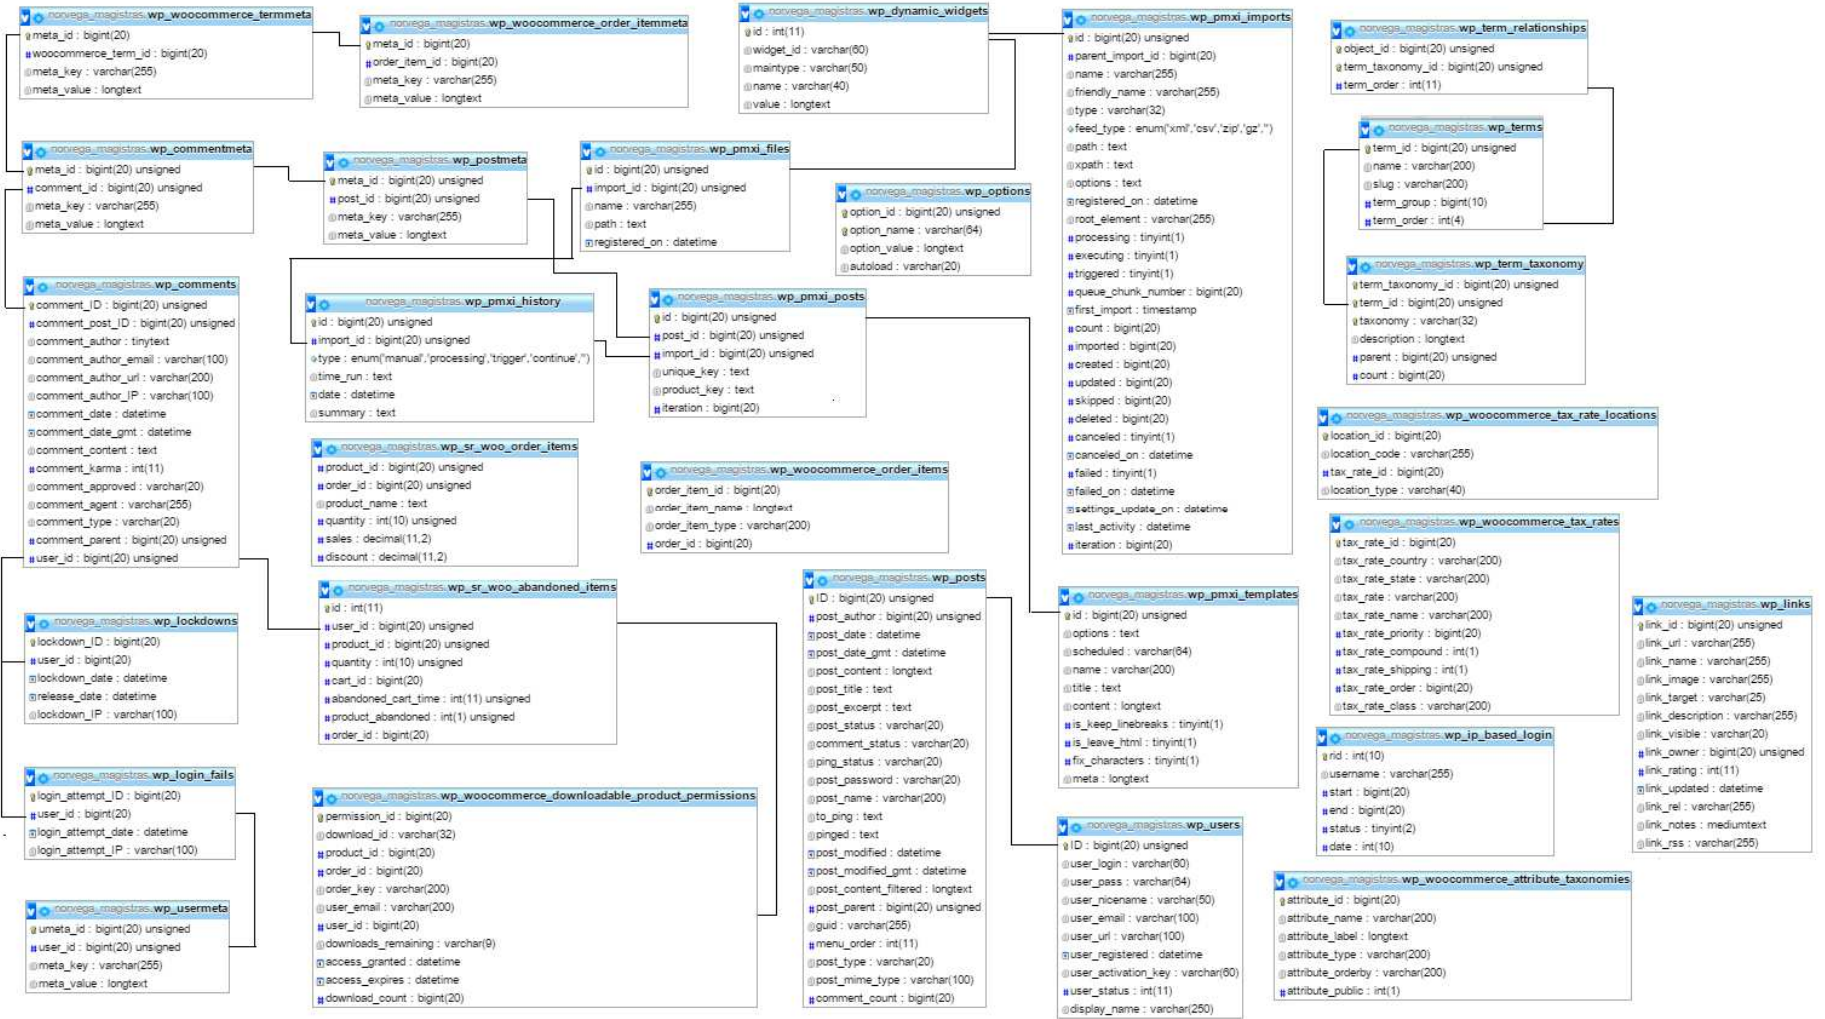 norvega_magistras.wp_woocommerce_termmeta
meta_id : bigint(20)
woocommerce_term_id : bigint(20)
meta_key : varchar(255)
meta_value : longtext
norvega_magistras.wp_woocommerce_order_itemmeta
meta_id : bigint(20)
order_item_id : bigint(20)
meta_key : varchar(255)
meta_value : longtext
norvega_magistras.wp_dynamic_widgets
id : int(11)
widget_id : varchar(60)
maintype : varchar(50)
name : varchar(40)
value : longtext
norvega_magistras.wp_pmxi_imports
id : bigint(20) unsigned
parent_import_id : bigint(20)
name : varchar(255)
friendly_name : varchar(255)
type : varchar(32)
feed_type : enum('xml','csv','zip','gz','')
path : text
xpath : text
options : text
registered_on : datetime
root_element : varchar(255)
processing : tinyint(1)
executing : tinyint(1)
triggered : tinyint(1)
queue_chunk_number : bigint(20)
first_import : timestamp
count : bigint(20)
imported : bigint(20)
created : bigint(20)
updated : bigint(20)
skipped : bigint(20)
deleted : bigint(20)
canceled : tinyint(1)
canceled_on : datetime
failed : tinyint(1)
failed_on : datetime
settings_update_on : datetime
last_activity : datetime
iteration : bigint(20)
norvega_magistras.wp_term_relationships
object_id : bigint(20) unsigned
term_taxonomy_id : bigint(20) unsigned
term_order : int(11)
norvega_magistras.wp_terms
term_id : bigint(20) unsigned
name : varchar(200)
slug : varchar(200)
term_group : bigint(10)
term_order : int(4)
norvega_magistras.wp_commentmeta
meta_id : bigint(20) unsigned
comment_id : bigint(20) unsigned
meta_key : varchar(255)
meta_value : longtext
norvega_magistras.wp_postmeta
meta_id : bigint(20) unsigned
post_id : bigint(20) unsigned
meta_key : varchar(255)
meta_value : longtext
norvega_magistras.wp_pmxi_files
id : bigint(20) unsigned
import_id : bigint(20) unsigned
name : varchar(255)
path : text
registered_on : datetime
norvega_magistras.wp_options
option_id : bigint(20) unsigned
option_name : varchar(64)
option_value : longtext
autoload : varchar(20)
norvega_magistras.wp_term_taxonomy
term_taxonomy_id : bigint(20) unsigned
term_id : bigint(20) unsigned
taxonomy : varchar(32)
description : longtext
parent : bigint(20) unsigned
count : bigint(20)
norvega_magistras.wp_comments
comment_ID : bigint(20) unsigned
comment_post_ID : bigint(20) unsigned
comment_author : tinytext
comment_author_email : varchar(100)
comment_author_url : varchar(200)
comment_author_IP : varchar(100)
comment_date : datetime
comment_date_gmt : datetime
comment_content : text
comment_karma : int(11)
comment_approved : varchar(20)
comment_agent : varchar(255)
comment_type : varchar(20)
comment_parent : bigint(20) unsigned
user_id : bigint(20) unsigned
norvega_magistras.wp_pmxi_history
id : bigint(20) unsigned
import_id : bigint(20) unsigned
type : enum('manual','processing','trigger','continue','')
time_run : text
date : datetime
summary : text
norvega_magistras.wp_pmxi_posts
id : bigint(20) unsigned
post_id : bigint(20) unsigned
import_id : bigint(20) unsigned
unique_key : text
product_key : text
iteration : bigint(20)
norvega_magistras.wp_sr_woo_order_items
product_id : bigint(20) unsigned
order_id : bigint(20) unsigned
product_name : text
quantity : int(10) unsigned
sales : decimal(11,2)
discount : decimal(11,2)
norvega_magistras.wp_woocommerce_order_items
order_item_id : bigint(20)
order_item_name : longtext
order_item_type : varchar(200)
order_id : bigint(20)
norvega_magistras.wp_woocommerce_tax_rate_locations
location_id : bigint(20)
location_code : varchar(255)
tax_rate_id : bigint(20)
location_type : varchar(40)
norvega_magistras.wp_woocommerce_tax_rates
tax_rate_id : bigint(20)
tax_rate_country : varchar(200)
tax_rate_state : varchar(200)
tax_rate : varchar(200)
tax_rate_name : varchar(200)
tax_rate_priority : bigint(20)
tax_rate_compound : int(1)
tax_rate_shipping : int(1)
tax_rate_order : bigint(20)
tax_rate_class : varchar(200)
norvega_magistras.wp_lockdowns
lockdown_ID : bigint(20)
user_id : bigint(20)
lockdown_date : datetime
release_date : datetime
lockdown_IP : varchar(100)
norvega_magistras.wp_sr_woo_abandoned_items
id : int(11)
user_id : bigint(20) unsigned
product_id : bigint(20) unsigned
quantity : int(10) unsigned
cart_id : bigint(20)
abandoned_cart_time : int(11) unsigned
product_abandoned : int(1) unsigned
order_id : bigint(20)
norvega_magistras.wp_posts
ID : bigint(20) unsigned
post_author : bigint(20) unsigned
post_date : datetime
post_date_gmt : datetime
post_content : longtext
post_title : text
post_excerpt : text
post_status : varchar(20)
comment_status : varchar(20)
ping_status : varchar(20)
post_password : varchar(20)
post_name : varchar(200)
to_ping : text
pinged : text
post_modified : datetime
post_modified_gmt : datetime
post_content_filtered : longtext
post_parent : bigint(20) unsigned
guid : varchar(255)
menu_order : int(11)
post_type : varchar(20)
post_mime_type : varchar(100)
comment_count : bigint(20)
norvega_magistras.wp_pmxi_templates
id : bigint(20) unsigned
options : text
scheduled : varchar(64)
name : varchar(200)
title : text
content : longtext
is_keep_linebreaks : tinyint(1)
is_leave_html : tinyint(1)
fix_characters : tinyint(1)
meta : longtext
norvega_magistras.wp_links
link_id : bigint(20) unsigned
link_url : varchar(255)
link_name : varchar(255)
link_image : varchar(255)
link_target : varchar(25)
link_description : varchar(255)
link_visible : varchar(20)
link_owner : bigint(20) unsigned
link_rating : int(11)
link_updated : datetime
link_rel : varchar(255)
link_notes : mediumtext
link_rss : varchar(255)
norvega_magistras.wp_ip_based_login
rid : int(10)
username : varchar(255)
start : bigint(20)
end : bigint(20)
status : tinyint(2)
date : int(10)
norvega_magistras.wp_login_fails
login_attempt_ID : bigint(20)
user_id : bigint(20)
login_attempt_date : datetime
login_attempt_IP : varchar(100)
norvega_magistras.wp_woocommerce_downloadable_product_permissions
permission_id : bigint(20)
download_id : varchar(32)
product_id : bigint(20)
order_id : bigint(20)
order_key : varchar(200)
user_email : varchar(200)
user_id : bigint(20)
downloads_remaining : varchar(9)
access_granted : datetime
access_expires : datetime
download_count : bigint(20)
norvega_magistras.wp_users
ID : bigint(20) unsigned
user_login : varchar(60)
user_pass : varchar(64)
user_nicename : varchar(50)
user_email : varchar(100)
user_url : varchar(100)
user_registered : datetime
user_activation_key : varchar(60)
user_status : int(11)
display_name : varchar(250)
norvega_magistras.wp_woocommerce_attribute_taxonomies
attribute_id : bigint(20)
attribute_name : varchar(200)
attribute_label : longtext
attribute_type : varchar(200)
attribute_orderby : varchar(200)
attribute_public : int(1)
norvega_magistras.wp_usermeta
umeta_id : bigint(20) unsigned
user_id : bigint(20) unsigned
meta_key : varchar(255)
meta_value : longtext